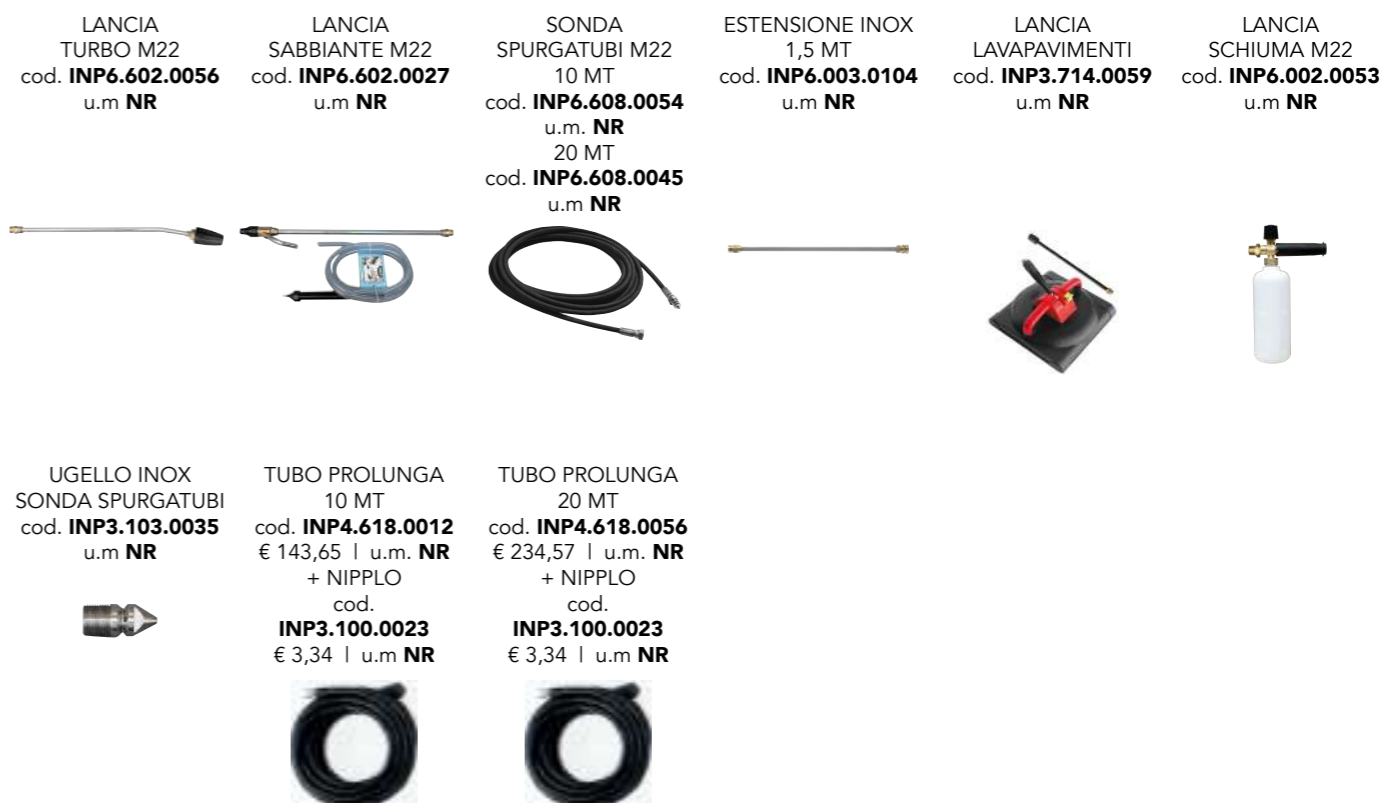 LANCIA
TURBO M22
cod. INP6.602.0056
u.m NR
LANCIA
SABBIANTE M22
cod. INP6.602.0027
u.m NR
SONDA
SPURGATUBI M22
10 MT
cod. INP6.608.0054
u.m. NR
20 MT
cod. INP6.608.0045
u.m NR
ESTENSIONE INOX
1,5 MT
cod. INP6.003.0104
u.m NR
LANCIA
LAVAPAVIMENTI
cod. INP3.714.0059
u.m NR
LANCIA
SCHIUMA M22
cod. INP6.002.0053
u.m NR
UGELLO INOX
SONDA SPURGATUBI
cod. INP3.103.0035
u.m NR
TUBO PROLUNGA
10 MT
cod. INP4.618.0012
€ 143,65 | u.m. NR
+ NIPPLO
cod.
INP3.100.0023
€ 3,34 | u.m NR
TUBO PROLUNGA
20 MT
cod. INP4.618.0056
€ 234,57 | u.m. NR
+ NIPPLO
cod.
INP3.100.0023
€ 3,34 | u.m NR